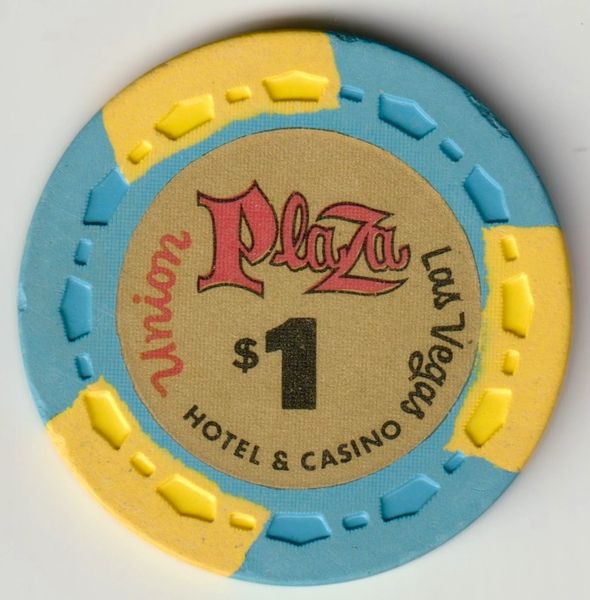 Union
Plaza
Las Vegas
$1
HOTEL & CASINO